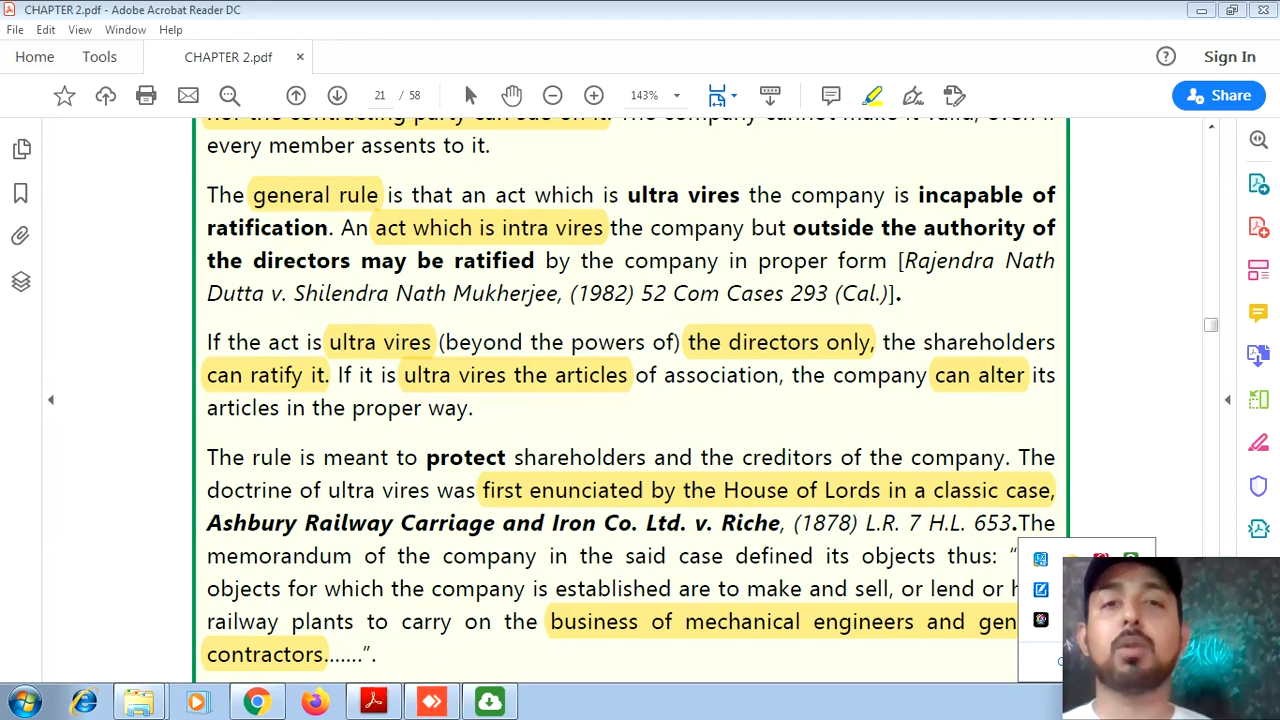 CHAPTER 2.pdf - Adobe Acrobat Reader DC
File Edit View Window Help
Home Tools CHAPTER 2.pdf × Sign In
21 / 58 143% Share
every member assents to it.
The general rule is that an act which is ultra vires the company is incapable of
ratification. An act which is intra vires the company but outside the authority of
the directors may be ratified by the company in proper form [Rajendra Nath
Dutta v. Shilendra Nath Mukherjee, (1982) 52 Com Cases 293 (Cal.)].
If the act is ultra vires (beyond the powers of) the directors only, the shareholders
can ratify it. If it is ultra vires the articles of association, the company can alter its
articles in the proper way.
The rule is meant to protect shareholders and the creditors of the company. The
doctrine of ultra vires was first enunciated by the House of Lords in a classic case,
Ashbury Railway Carriage and Iron Co. Ltd. v. Riche, (1878) L.R. 7 H.L. 653.The
memorandum of the company in the said case defined its objects thus: “
objects for which the company is established are to make and sell, or lend or
railway plants to carry on the business of mechanical engineers and gen
contractors.......”.